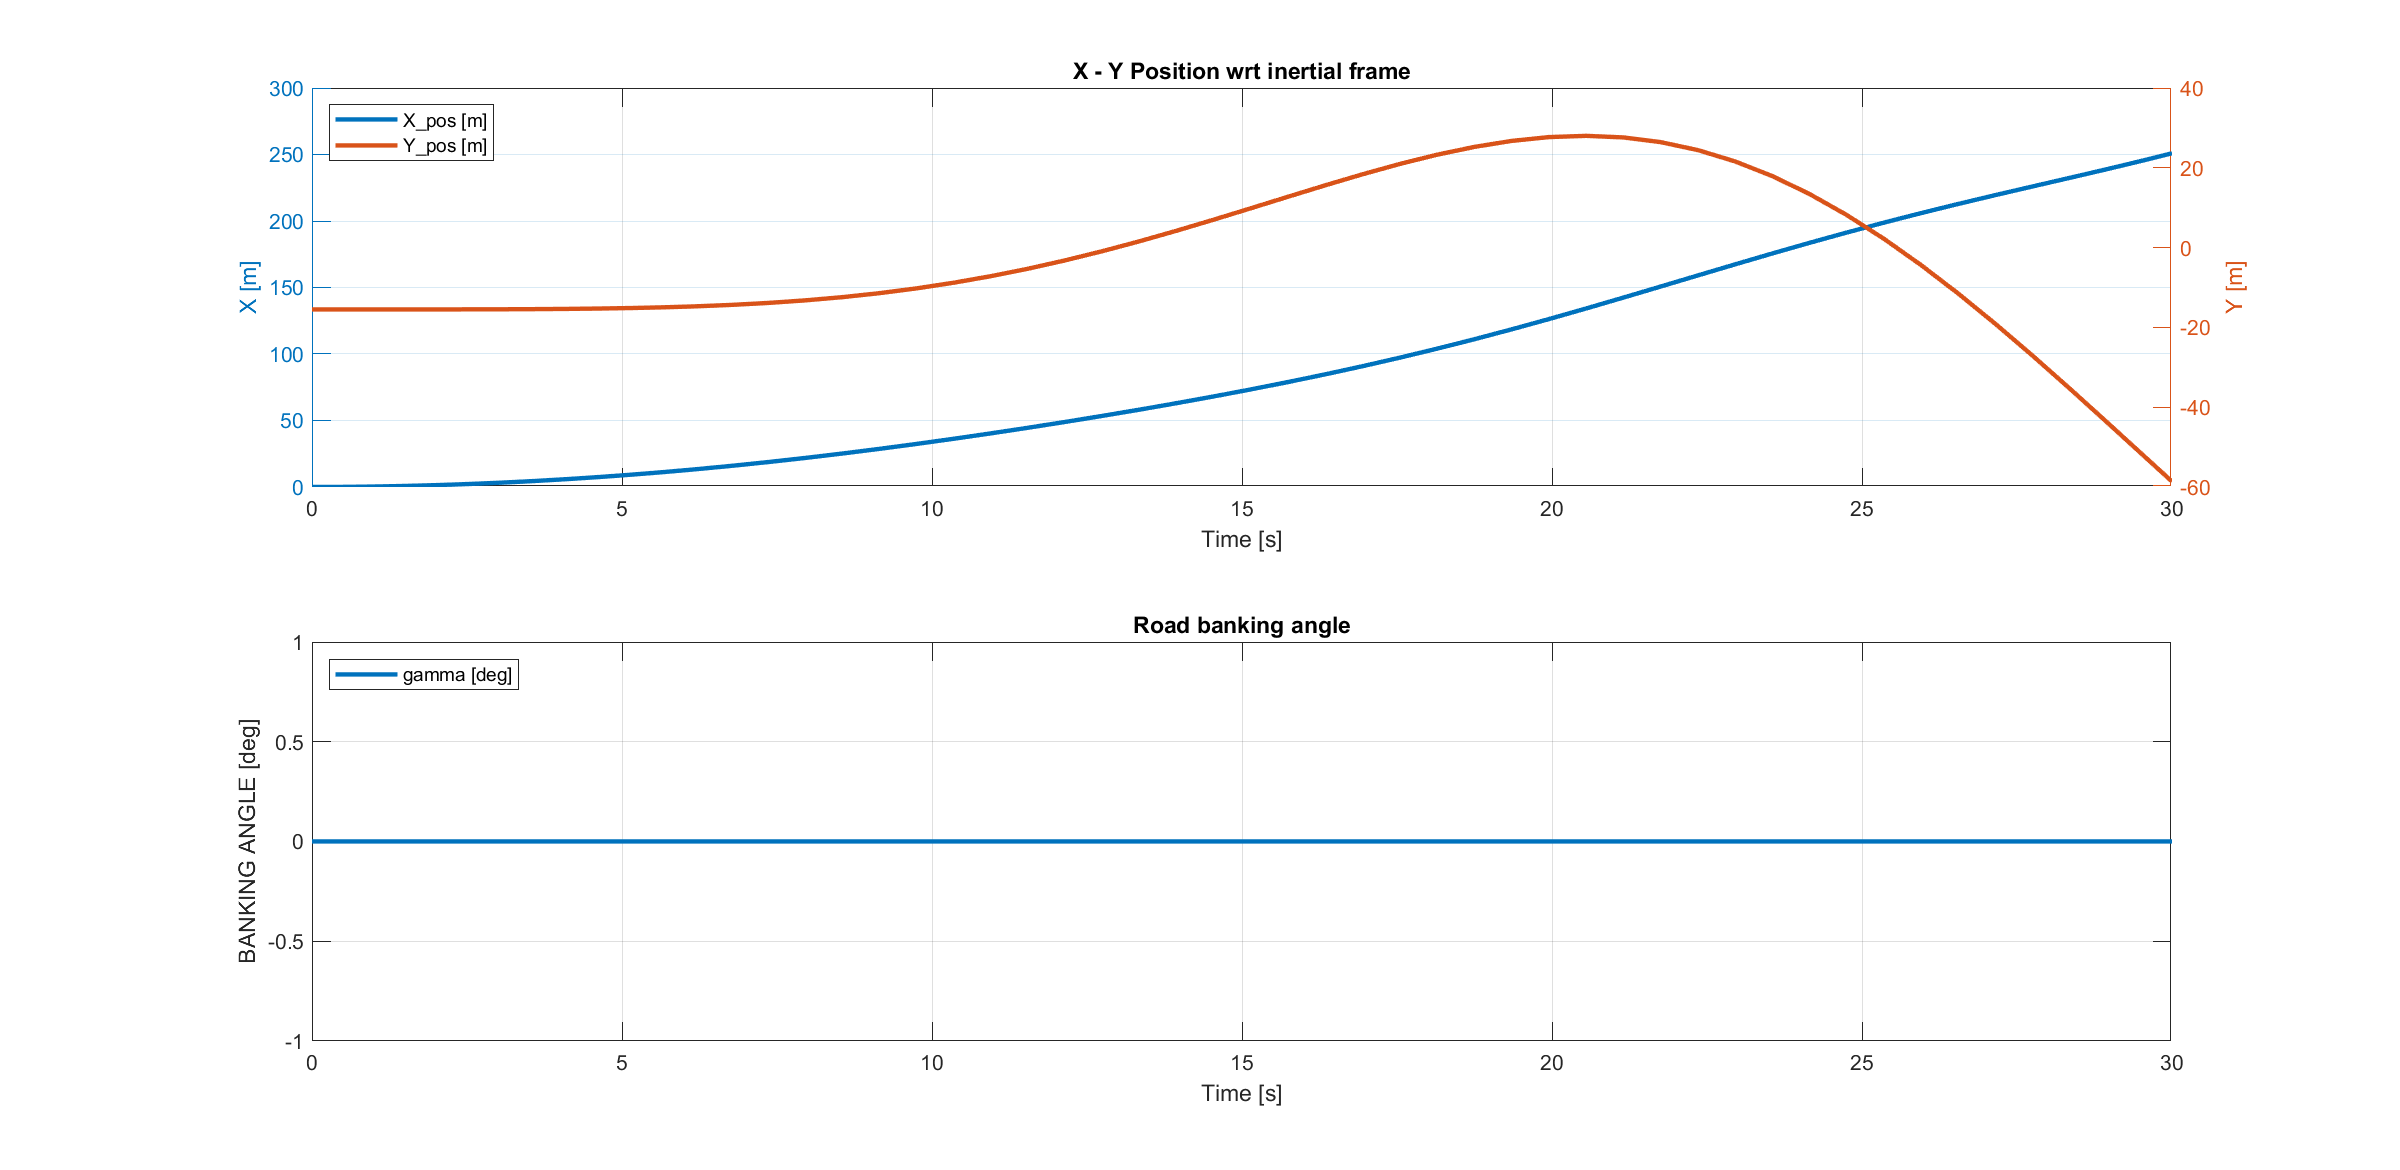 X - Y Position wrt inertial frame
300
250
200
150
100
50
0
X [m]
X_pos [m]
Y_pos [m]
40
20
0
-20
-40
-60
Y [m]
0 5 10 15 20 25 30
Time [s]
Road banking angle
1
0.5
0
-0.5
-1
BANKING ANGLE [deg]
gamma [deg]
0 5 10 15 20 25 30
Time [s]